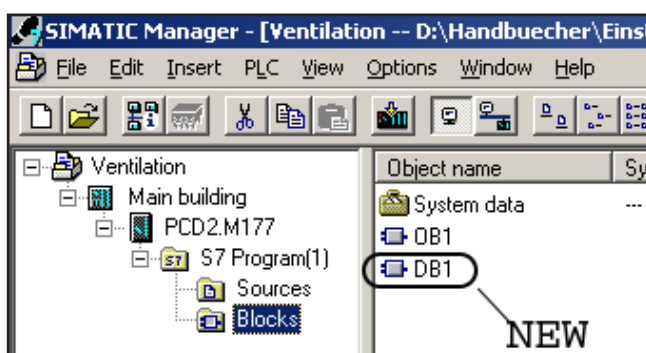 SIMATIC Manager - [Ventilation -- D:\Handbuecher\Eins
File Edit Insert PLC View Options Window Help
Ventilation
Main building
PCD2.M177
S7 Program(1)
Sources
Blocks
Object name Sy
System data ---
OB1
DB1
NEW